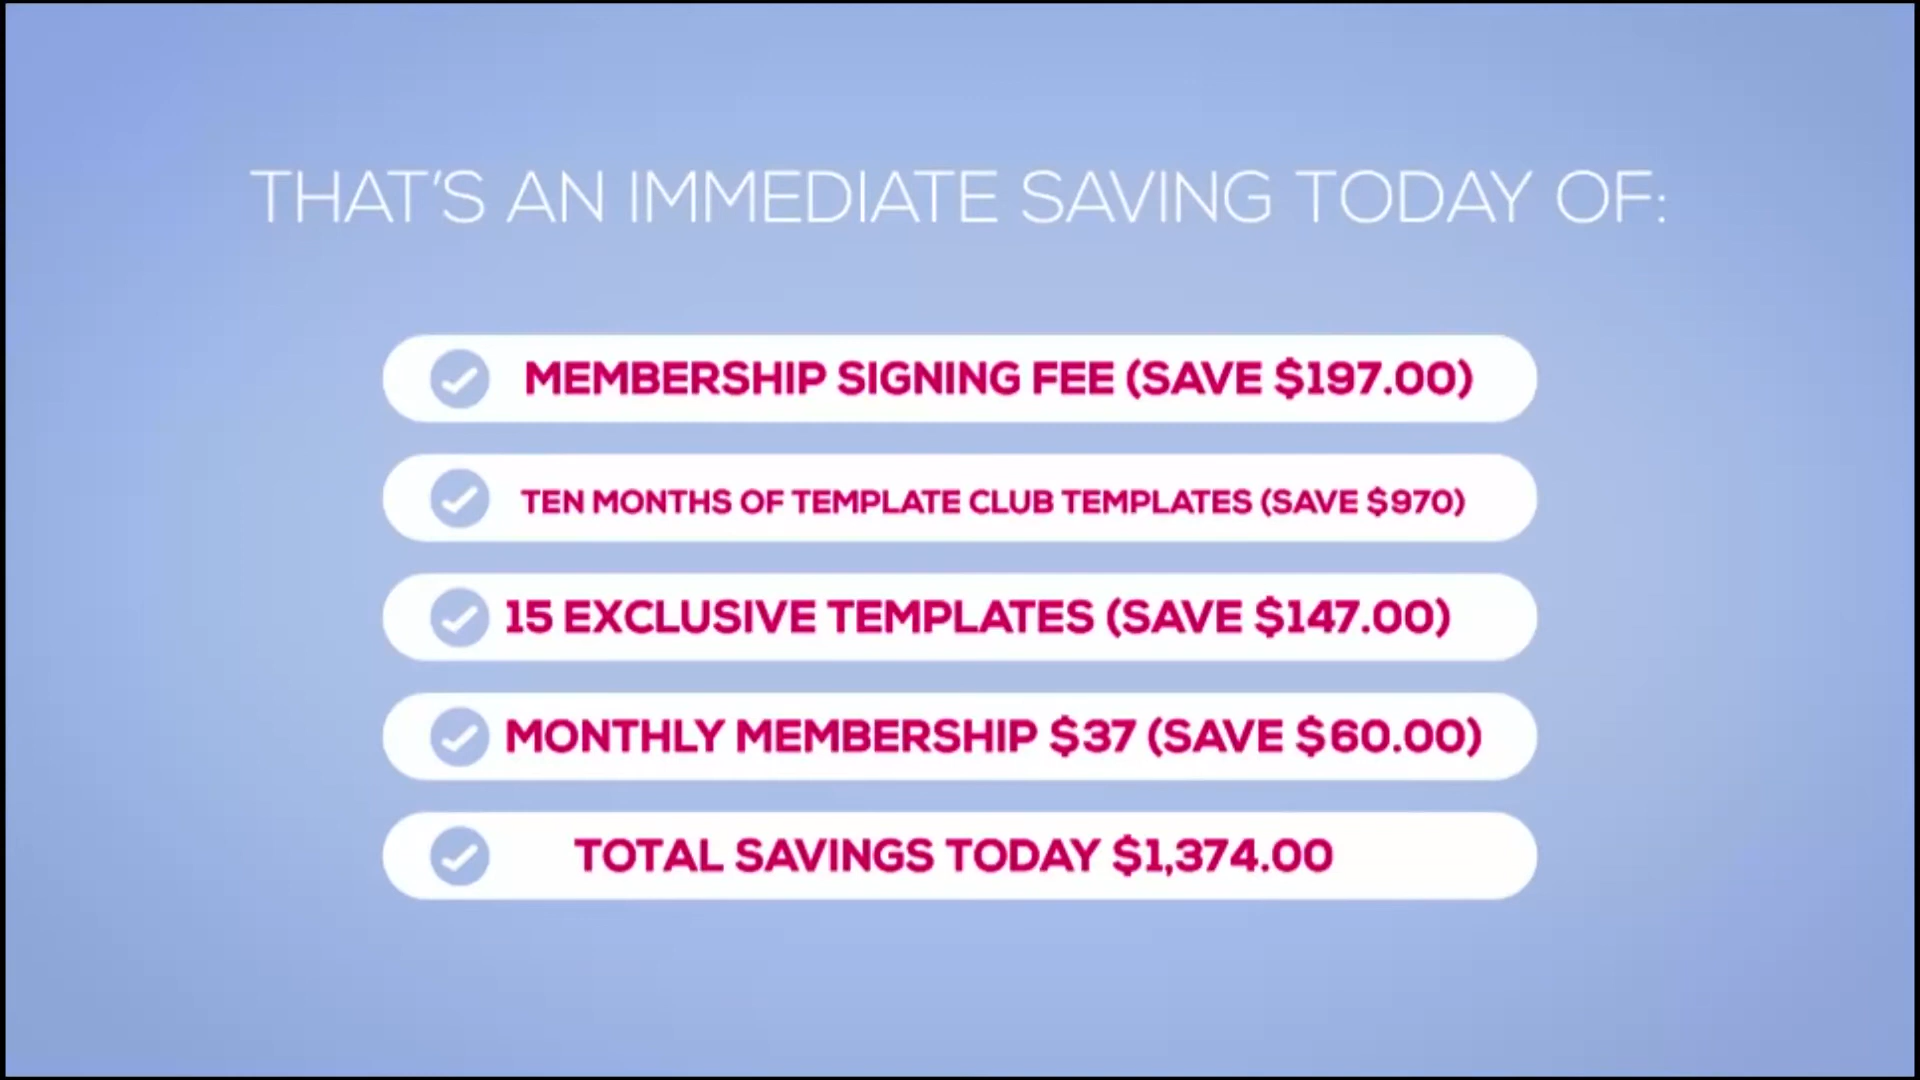 THAT'S AN IMMEDIATE SAVING TODAY OF:
MEMBERSHIP SIGNING FEE (SAVE $197.00)
TEN MONTHS OF TEMPLATE CLUB TEMPLATES (SAVE $970)
15 EXCLUSIVE TEMPLATES (SAVE $147.00)
MONTHLY MEMBERSHIP $37 (SAVE $60.00)
TOTAL SAVINGS TODAY $1,374.00